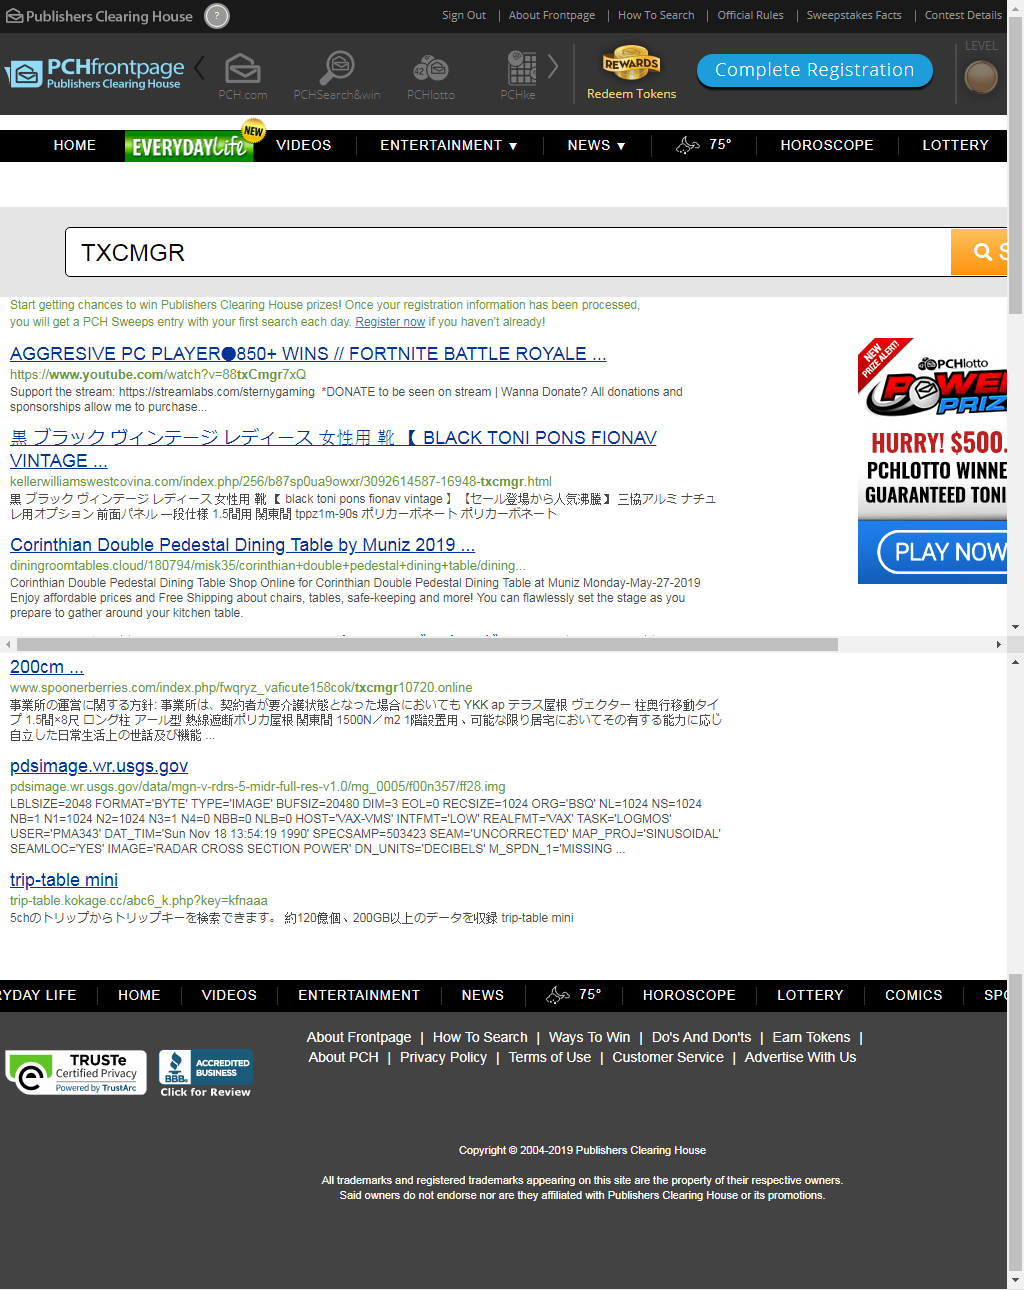 Publishers Clearing House ? Sign Out | About Frontpage | How To Search | Official Rules | Sweepstakes Facts | Contest Details
PCHfrontpage
Publishers Clearing House
PCH.com PCHSearch&win PCHlotto PCHke
REWARDS
Redeem Tokens
Complete Registration
LEVEL
HOME EVERYDAY Life NEW VIDEOS ENTERTAINMENT ▼ NEWS ▼ 75° HOROSCOPE LOTTERY
TXCMGR
Start getting chances to win Publishers Clearing House prizes! Once your registration information has been processed,
you will get a PCH Sweeps entry with your first search each day. Register now if you haven't already!
AGGRESIVE PC PLAYER●850+ WINS // FORTNITE BATTLE ROYALE ...
https://www.youtube.com/watch?v=88txCmgr7xQ
Support the stream: https://streamlabs.com/sternygaming *DONATE to be seen on stream | Wanna Donate? All donations and
sponsorships allow me to purchase...
黒 ブラック ヴィンテージ レディース 女性用 靴 【 BLACK TONI PONS FIONAV
VINTAGE ...
kellerwilliamswestcovina.com/index.php/256/b87sp0ua9owxr/3092614587-16948-txcmgr.html
黒 ブラック ヴィンテージ レディース 女性用 靴 【 black toni pons fionav vintage 】【セール登場から人気沸騰】 三協アルミ ナチュ
レ用オプション 前面パネル 一段仕様 1.5間用 関東間 tppz1m-90s ポリカーボネート ポリカーボネート
Corinthian Double Pedestal Dining Table by Muniz 2019 ...
diningroomtables.cloud/180794/misk35/corinthian+double+pedestal+dining+table/dining...
Corinthian Double Pedestal Dining Table Shop Online for Corinthian Double Pedestal Dining Table at Muniz Monday-May-27-2019
Enjoy affordable prices and Free Shipping about chairs, tables, safe-keeping and more! You can flawlessly set the stage as you
prepare to gather around your kitchen table.
NEW PRIZE ALERT!
PCHlotto
HURRY! $500,
PCHLOTTO WINNE
GUARANTEED TONI
PLAY NOW
200cm ...
www.spoonerberries.com/index.php/fwqryz_vaficute158cok/txcmgr10720.online
事業所の運営に関する方針: 事業所は、契約者が要介護状態となった場合においても YKK ap テラス屋根 ヴェクター 柱奥行移動タイ
プ 1.5間×8尺 ロング柱 アール型 熱線遮断ポリカ屋根 関東間 1500N／m2 1階設置用、可能な限り居宅においてその有する能力に応じ
自立した日常生活上の世話及び機能 ...
pdsimage.wr.usgs.gov
pdsimage.wr.usgs.gov/data/mgn-v-rdrs-5-midr-full-res-v1.0/mg_0005/f00n357/ff28.img
LBLSIZE=2048 FORMAT='BYTE' TYPE='IMAGE' BUFSIZ=20480 DIM=3 EOL=0 RECSIZE=1024 ORG='BSQ' NL=1024 NS=1024
NB=1 N1=1024 N2=1024 N3=1 N4=0 NBB=0 NLB=0 HOST='VAX-VMS' INTFMT='LOW' REALFMT='VAX' TASK='LOGMOS'
USER='PMA343' DAT_TIM='Sun Nov 18 13:54:19 1990' SPECSAMP=503423 SEAM='UNCORRECTED' MAP_PROJ='SINUSOIDAL'
SEAMLOC='YES' IMAGE='RADAR CROSS SECTION POWER' DN_UNITS='DECIBELS' M_SPDN_1='MISSING ...
trip-table mini
trip-table.kokage.cc/abc6_k.php?key=kfnaaa
5chのトリップからトリップキーを検索できます。 約120億個、200GB以上のデータを収録 trip-table mini
RYDAY LIFE HOME VIDEOS ENTERTAINMENT NEWS 75° HOROSCOPE LOTTERY COMICS SPO
About Frontpage | How To Search | Ways To Win | Do's And Don'ts | Earn Tokens |
About PCH | Privacy Policy | Terms of Use | Customer Service | Advertise With Us
TRUSTe
Certified Privacy
Powered by TrustArc
BBB
ACCREDITED
BUSINESS
Click for Review
Copyright © 2004-2019 Publishers Clearing House
All trademarks and registered trademarks appearing on this site are the property of their respective owners.
Said owners do not endorse nor are they affiliated with Publishers Clearing House or its promotions.